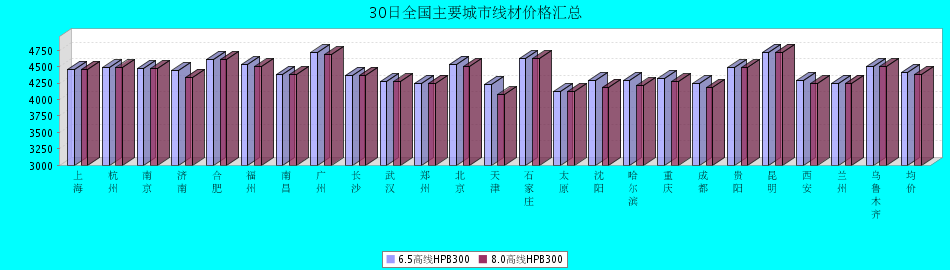 30日全国主要城市线材价格汇总
4750
4500
4250
4000
3750
3500
3250
3000
上海
杭州
南京
济南
合肥
福州
南昌
广州
长沙
武汉
郑州
北京
天津
石家庄
太原
沈阳
哈尔滨
重庆
成都
贵阳
昆明
西安
兰州
乌鲁木齐
均价
6.5高线HPB300
8.0高线HPB300